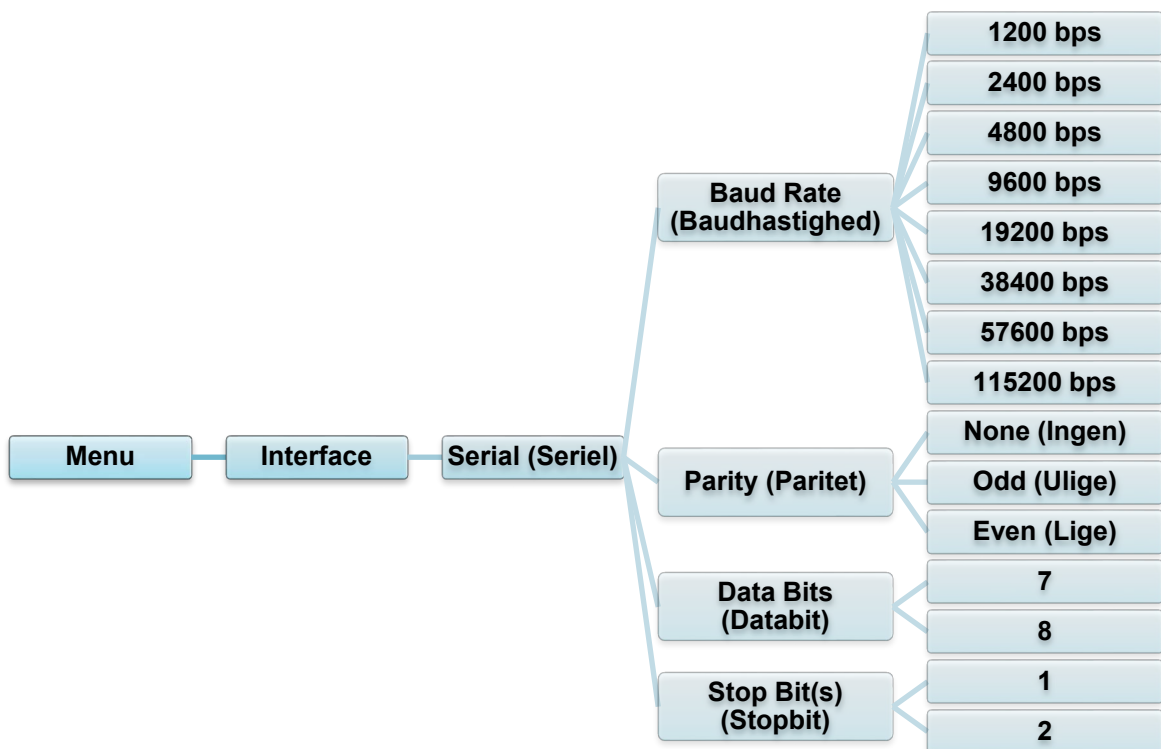 1200 bps
2400 bps
4800 bps
9600 bps
19200 bps
38400 bps
57600 bps
115200 bps
Baud Rate
(Baudhastighed)
Menu
Interface
Serial (Seriel)
Parity (Paritet)
None (Ingen)
Odd (Ulige)
Even (Lige)
Data Bits
(Databit)
7
8
Stop Bit(s)
(Stopbit)
1
2